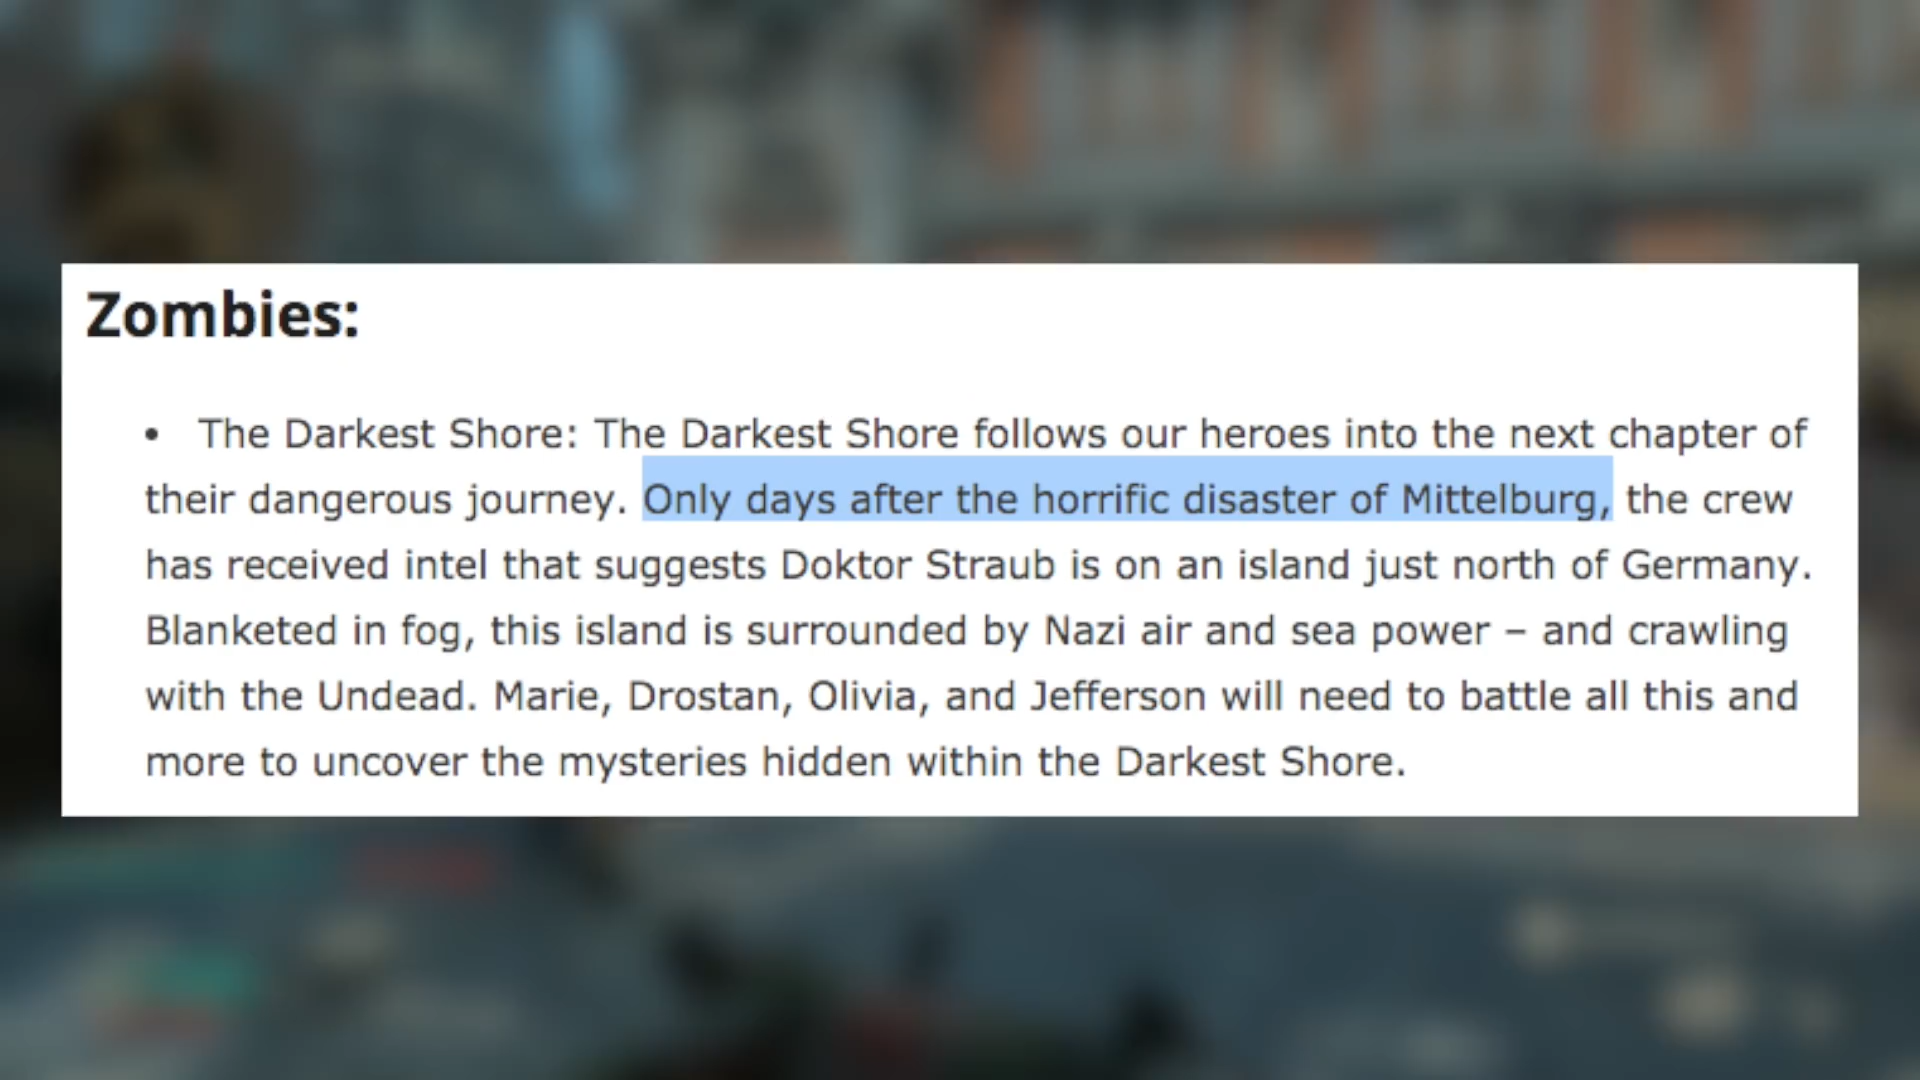 Zombies:
• The Darkest Shore: The Darkest Shore follows our heroes into the next chapter of
their dangerous journey. Only days after the horrific disaster of Mittelburg, the crew
has received intel that suggests Doktor Straub is on an island just north of Germany.
Blanketed in fog, this island is surrounded by Nazi air and sea power – and crawling
with the Undead. Marie, Drostan, Olivia, and Jefferson will need to battle all this and
more to uncover the mysteries hidden within the Darkest Shore.